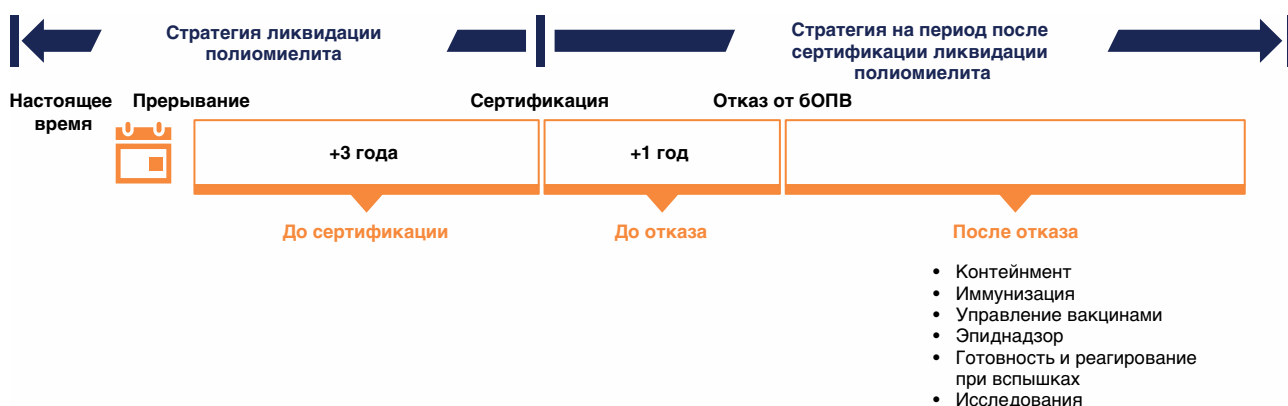 Стратегия ликвидации
полиомиелита
Стратегия на период после
сертификации ликвидации
полиомиелита
Настоящее
время
Прерывание
Сертификация
Отказ от бОПВ
+3 года
+1 год
До сертификации
До отказа
После отказа
• Контейнмент
• Иммунизация
• Управление вакцинами
• Эпиднадзор
• Готовность и реагирование
при вспышках
• Исследования